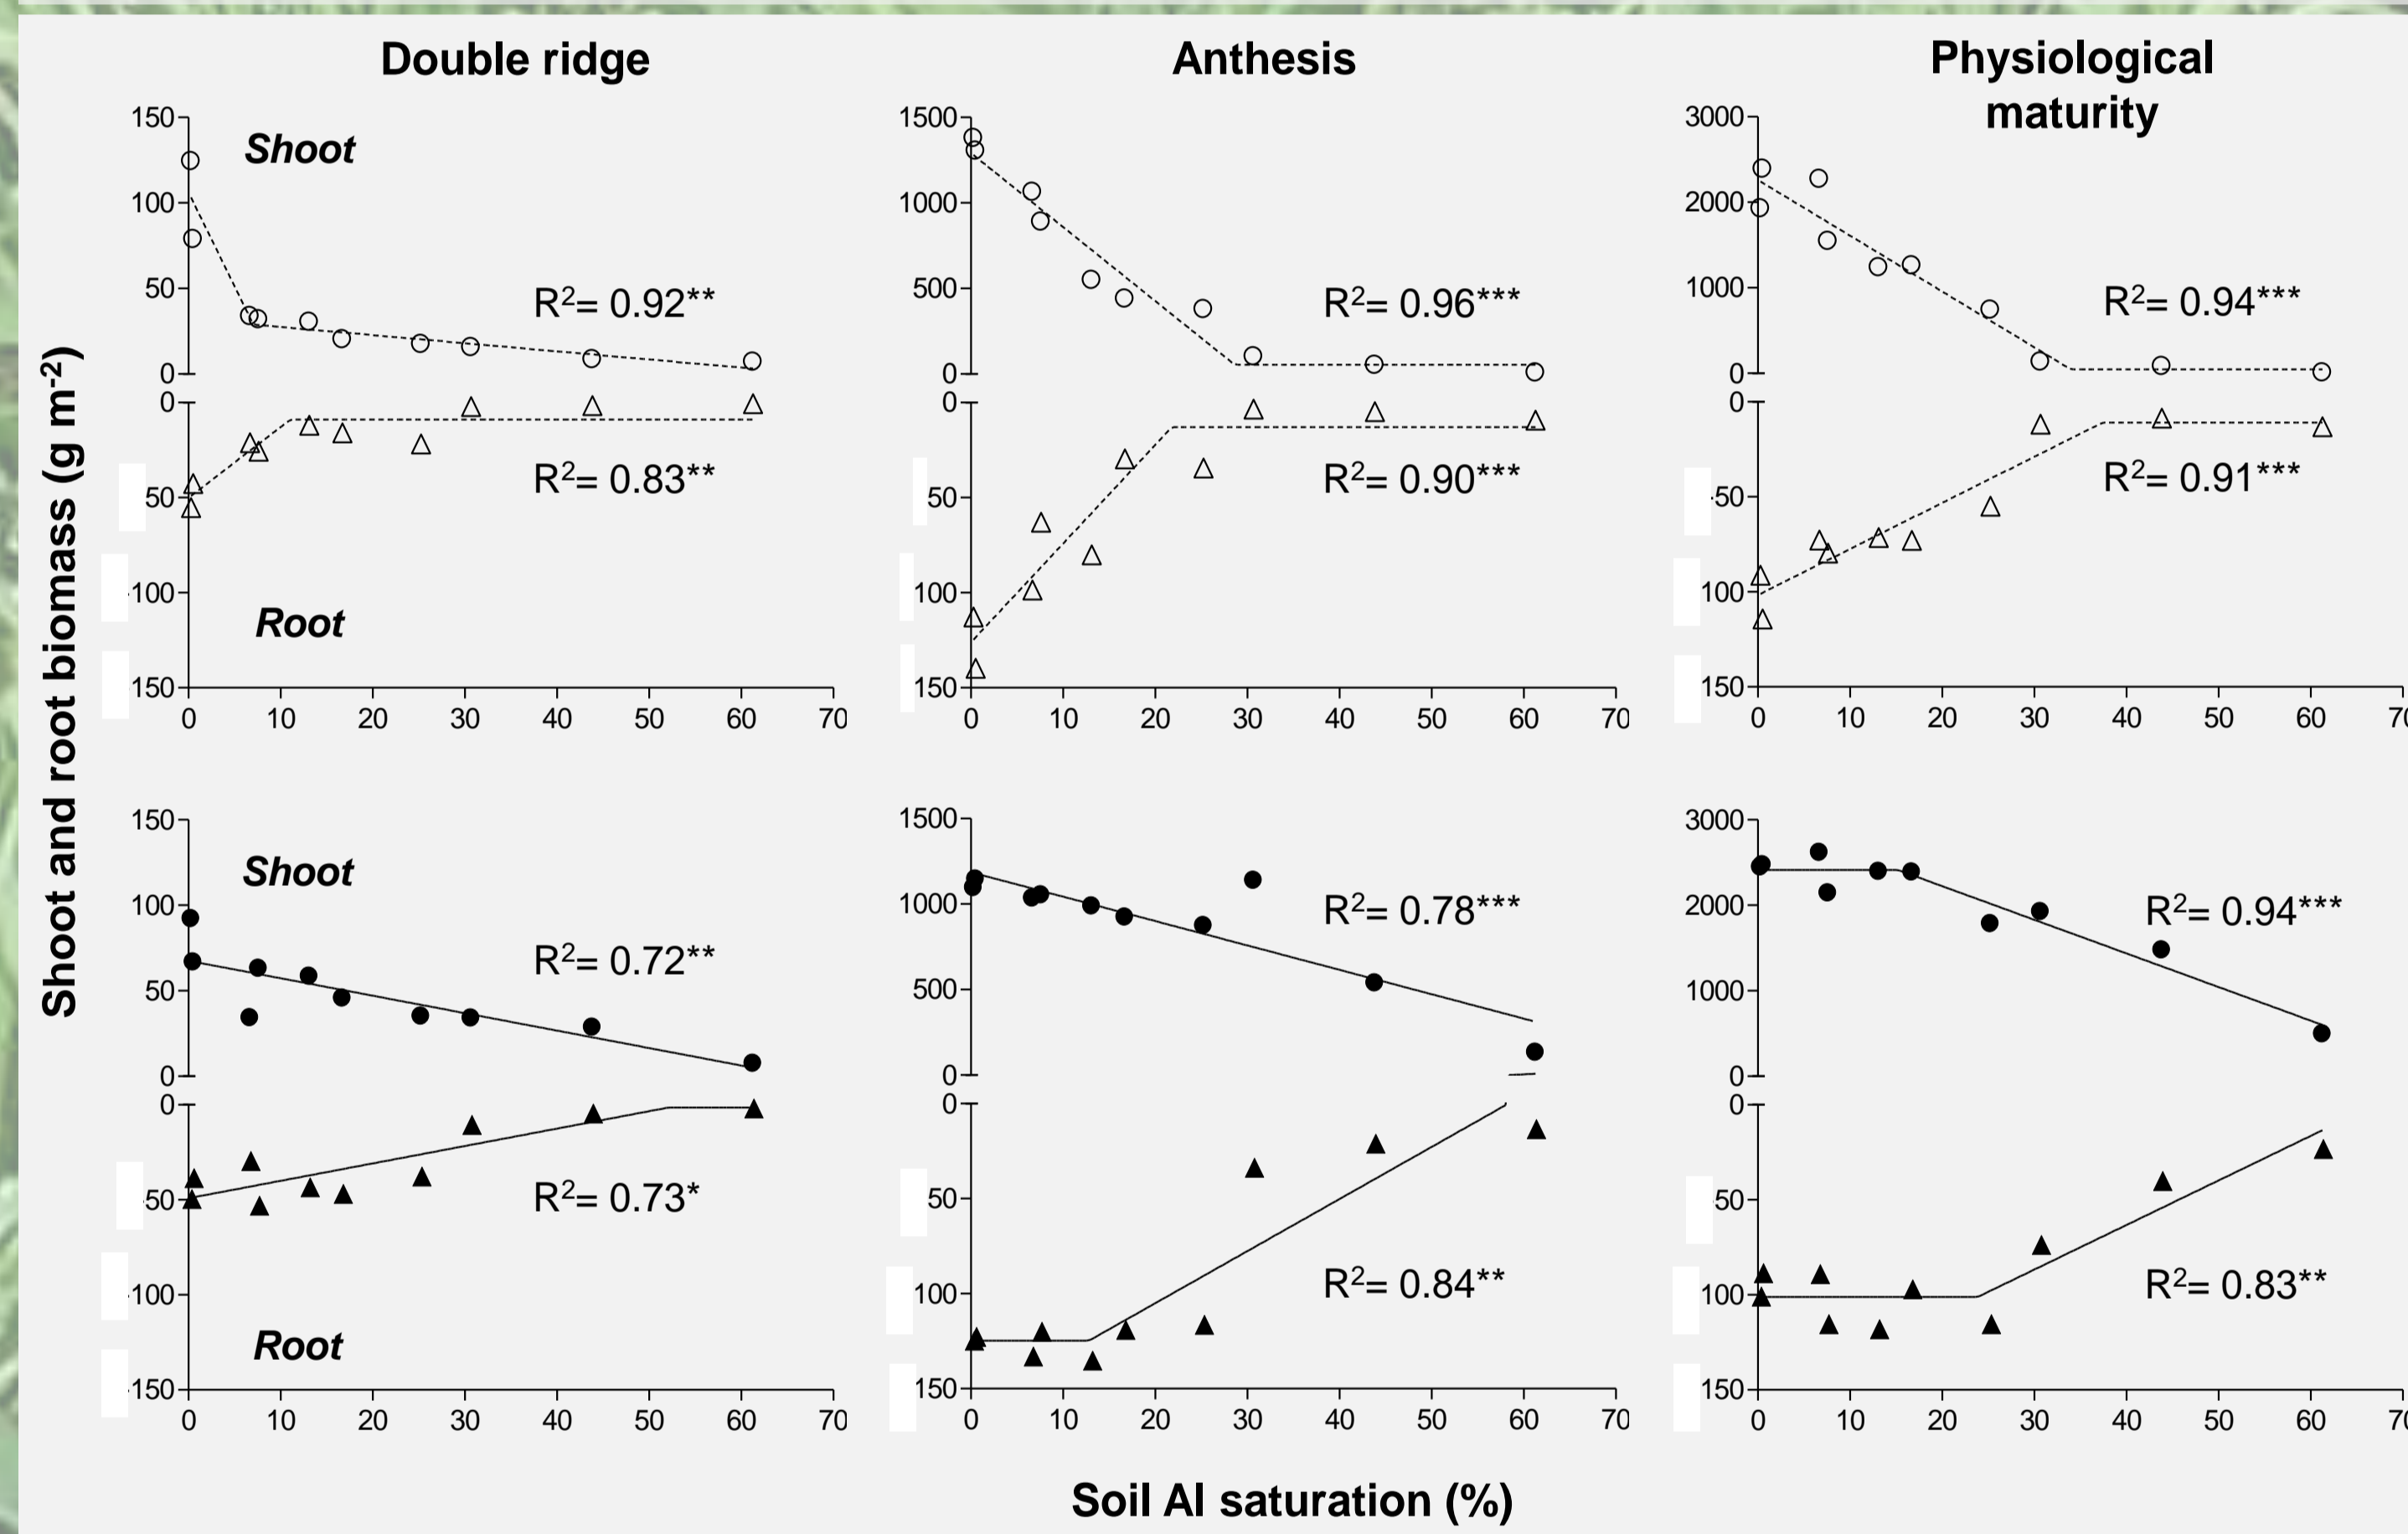 Double ridge
Anthesis
Physiological
maturity
Shoot and root biomass (g m-2)
150
100
50
0
0
50
-100
150
Shoot
R2= 0.92**
R2= 0.83**
Root
0 10 20 30 40 50 60 70
1500
1000
500
0
0
50
100
150
R2= 0.96***
R2= 0.90***
0 10 20 30 40 50 60 70
3000
2000
1000
0
0
-50
100
150
R2= 0.94***
R2= 0.91***
0 10 20 30 40 50 60 70
150
100
50
0
0
50
-100
150
Shoot
R2= 0.72**
R2= 0.73*
Root
0 10 20 30 40 50 60 70
1500
1000
500
0
0
50
100
150
R2= 0.78***
R2= 0.84**
0 10 20 30 40 50 60 70
3000
2000
1000
0
0
50
100
150
R2= 0.94***
R2= 0.83**
0 10 20 30 40 50 60 70
Soil Al saturation (%)